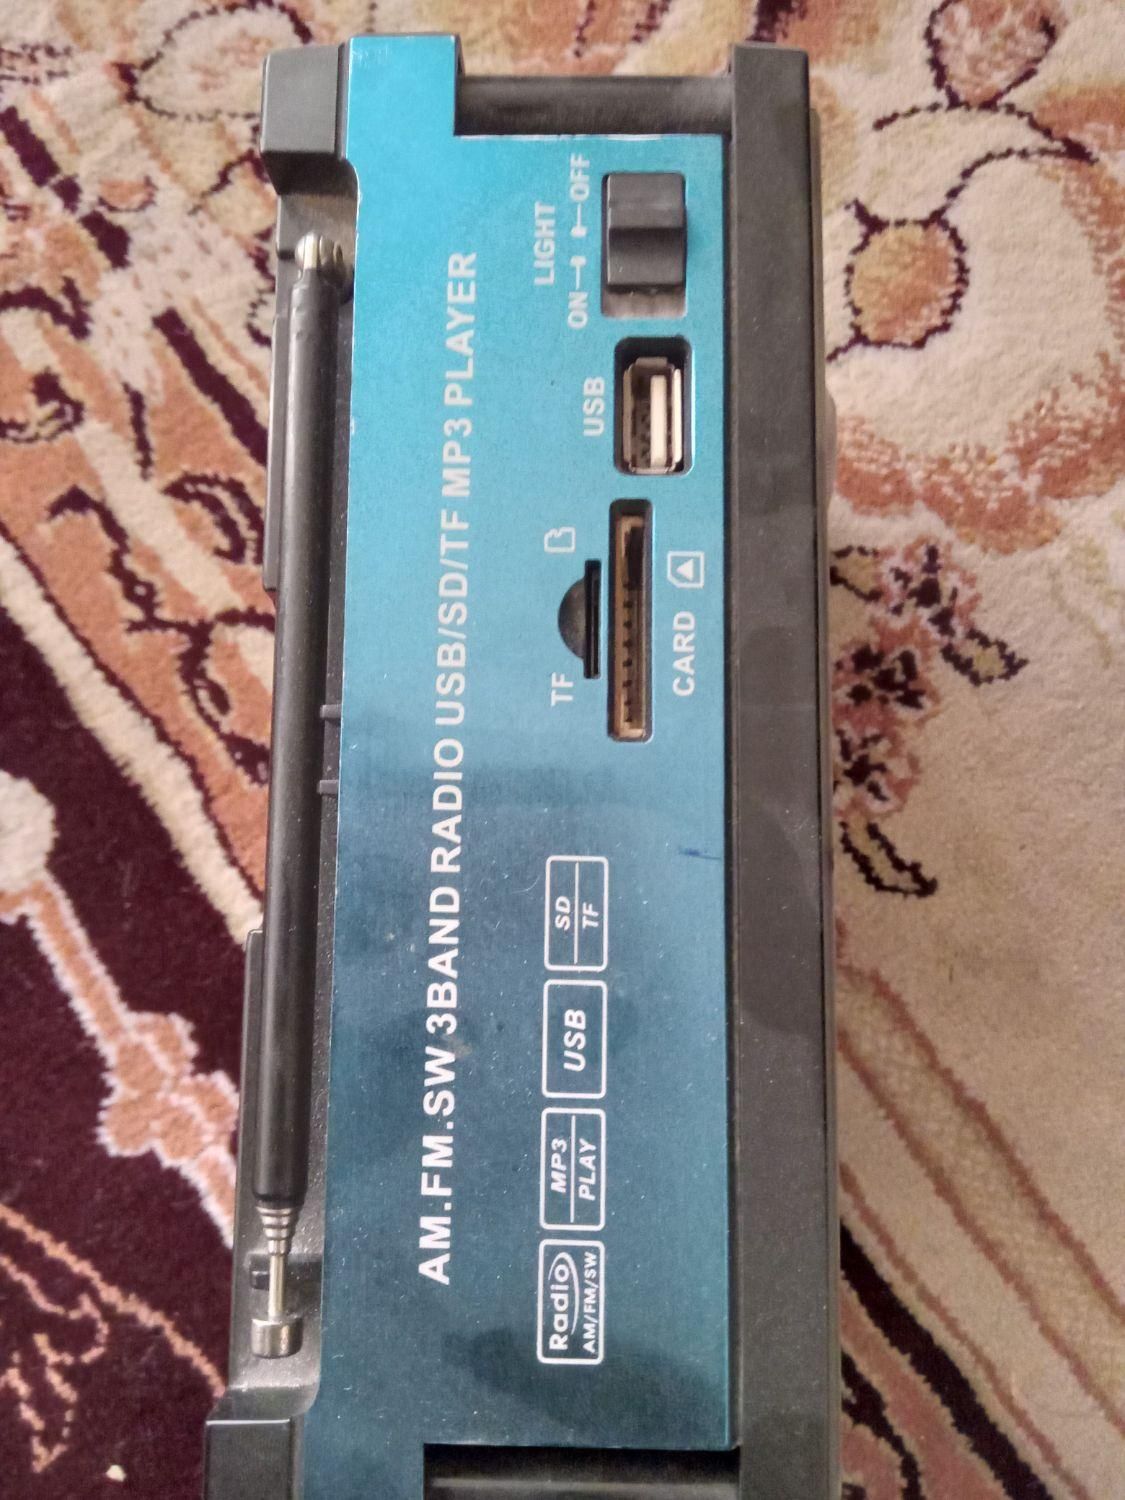 AM.FM.SW 3BAND RADIO USB/SD/TF MP3 PLAYER
LIGHT
ON OFF
USB
TF
CARD
Radio
AM/FM/SW
MP3
PLAY
USB
SD
TF